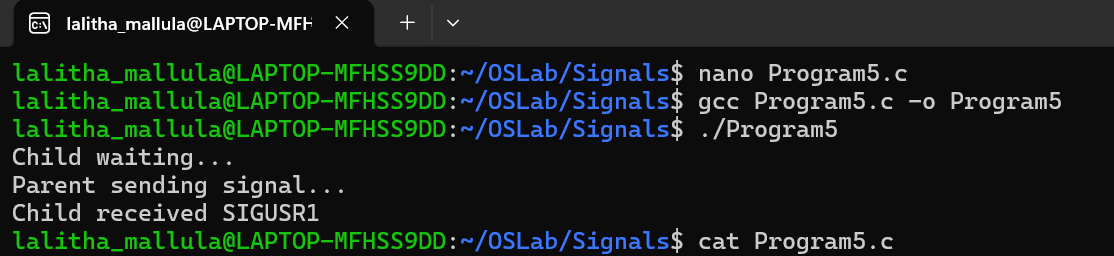 lalitha_mallula@LAPTOP-MFH
lalitha_mallula@LAPTOP-MFHSS9DD:~/OSLab/Signals$ nano Program5.c
lalitha_mallula@LAPTOP-MFHSS9DD:~/OSLab/Signals$ gcc Program5.c -o Program5
lalitha_mallula@LAPTOP-MFHSS9DD:~/OSLab/Signals$ ./Program5
Child waiting...
Parent sending signal...
Child received SIGUSR1
lalitha_mallula@LAPTOP-MFHSS9DD:~/OSLab/Signals$ cat Program5.c